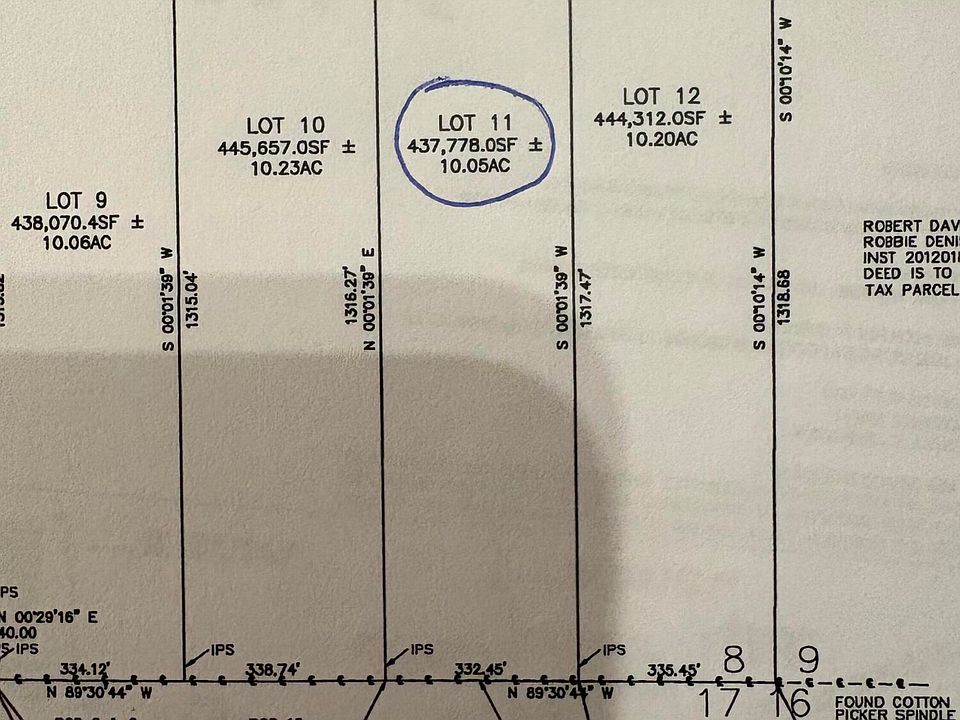 S 00°10'14" W
LOT 12
444,312.0SF ±
10.20AC
LOT 10
445,657.0SF ±
10.23AC
LOT 11
437,778.0SF ±
10.05AC
LOT 9
438,070.4SF ±
10.06AC
ROBERT DAV
ROBBIE DENI
INST 201201
DEED IS TO
TAX PARCEL
S 00°01'39" W
1315.04'
1316.27'
N 00°01'39" E
S 00°01'39" W
1317.47'
S 00°10'14" W
1318.68
PS
N 00°29'16" E
40.00
IPS
IPS
IPS
IPS
334.12'
338.74'
332.45'
335.45'
8
9
N 89°30'44" W
N 89°30'44" W
17
16
FOUND COTTON
PICKER SPINDLE